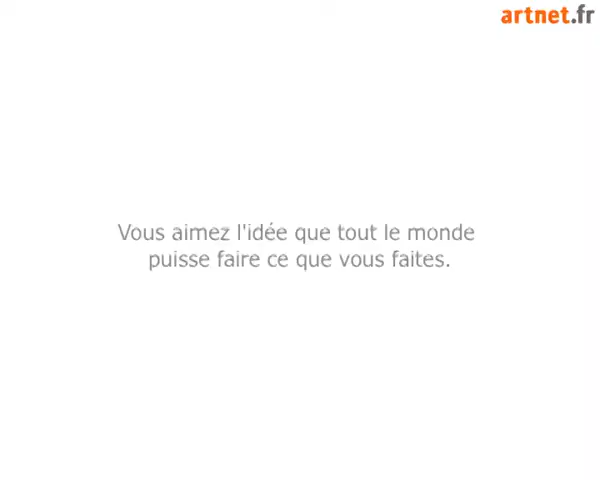 artnet.fr
Vous aimez l'idée que tout le monde
puisse faire ce que vous faites.